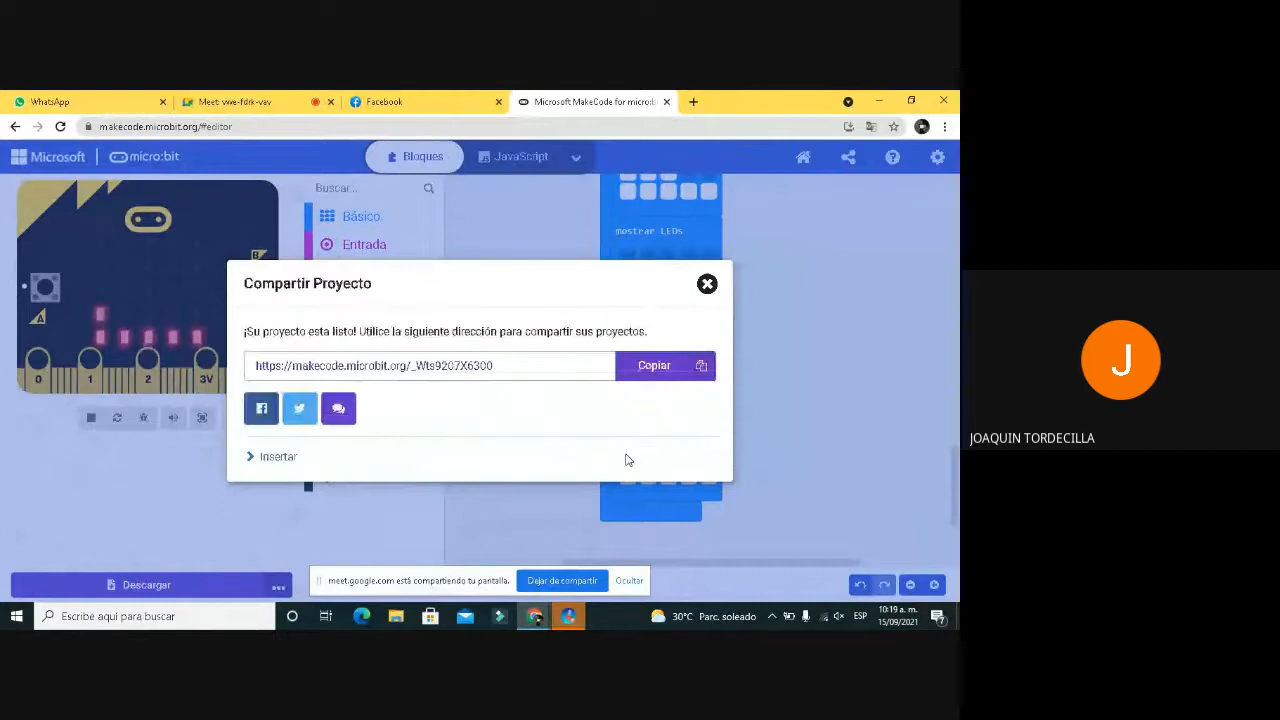 WhatsApp
Meet: vwe-fdrk-vav
Facebook
Microsoft MakeCode for micro:b
makecode.microbit.org/#editor
Microsoft
micro:bit
Bloques
JavaScript
Buscar...
Básico
Entrada
mostrar LEDs
B
A
0 1 2 3V
Compartir Proyecto
¡Su proyecto esta listo! Utilice la siguiente dirección para compartir sus proyectos.
https://makecode.microbit.org/_Wts9207X6300
Copiar
Insertar
Descargar
meet.google.com está compartiendo tu pantalla.
Dejar de compartir
Ocultar
Escribe aquí para buscar
30°C Parc. soleado
ESP
10:19 a. m.
15/09/2021
7
J
JOAQUIN TORDECILLA